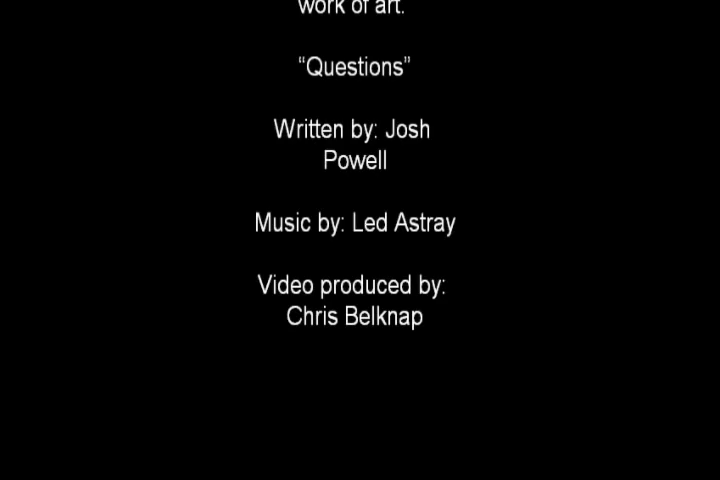 work of art.
“Questions”
Written by: Josh
Powell
Music by: Led Astray
Video produced by:
Chris Belknap